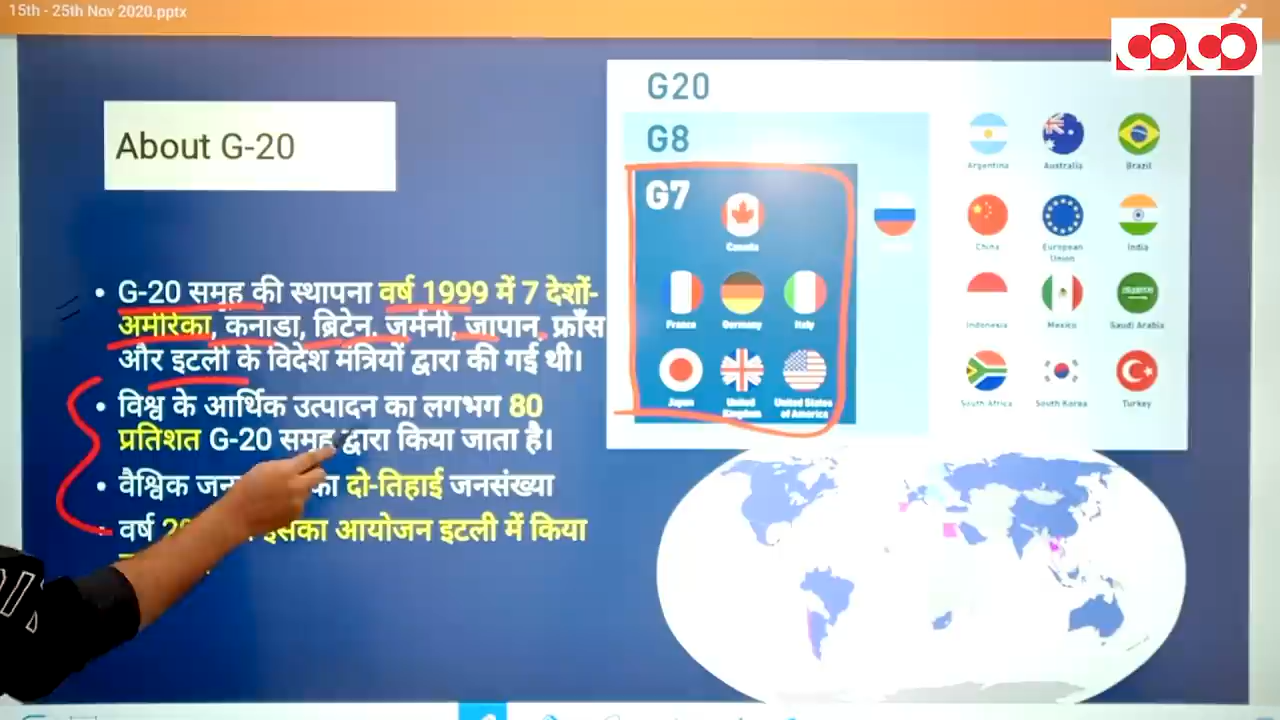 15th - 25th Nov 2020.pptx
About G-20
• G-20 समूह की स्थापना वर्ष 1999 में 7 देशों-
अमेरिका, कनाडा, ब्रिटेन. जर्मनी, जापान, फ्राँस
और इटली के विदेश मंत्रियों द्वारा की गई थी।
• विश्व के आर्थिक उत्पादन का लगभग 80
प्रतिशत G-20 समूह द्वारा किया जाता है।
• वैश्विक का दो-तिहाई जनसंख्या
• वर्ष इसका आयोजन इटली में किया
G20
G8
G7
Canada
France Germany Italy
Japan United Kingdom United States of America
Argentina Australia Brazil
China European Union India
Indonesia Mexico Saudi Arabia
South Africa South Korea Turkey